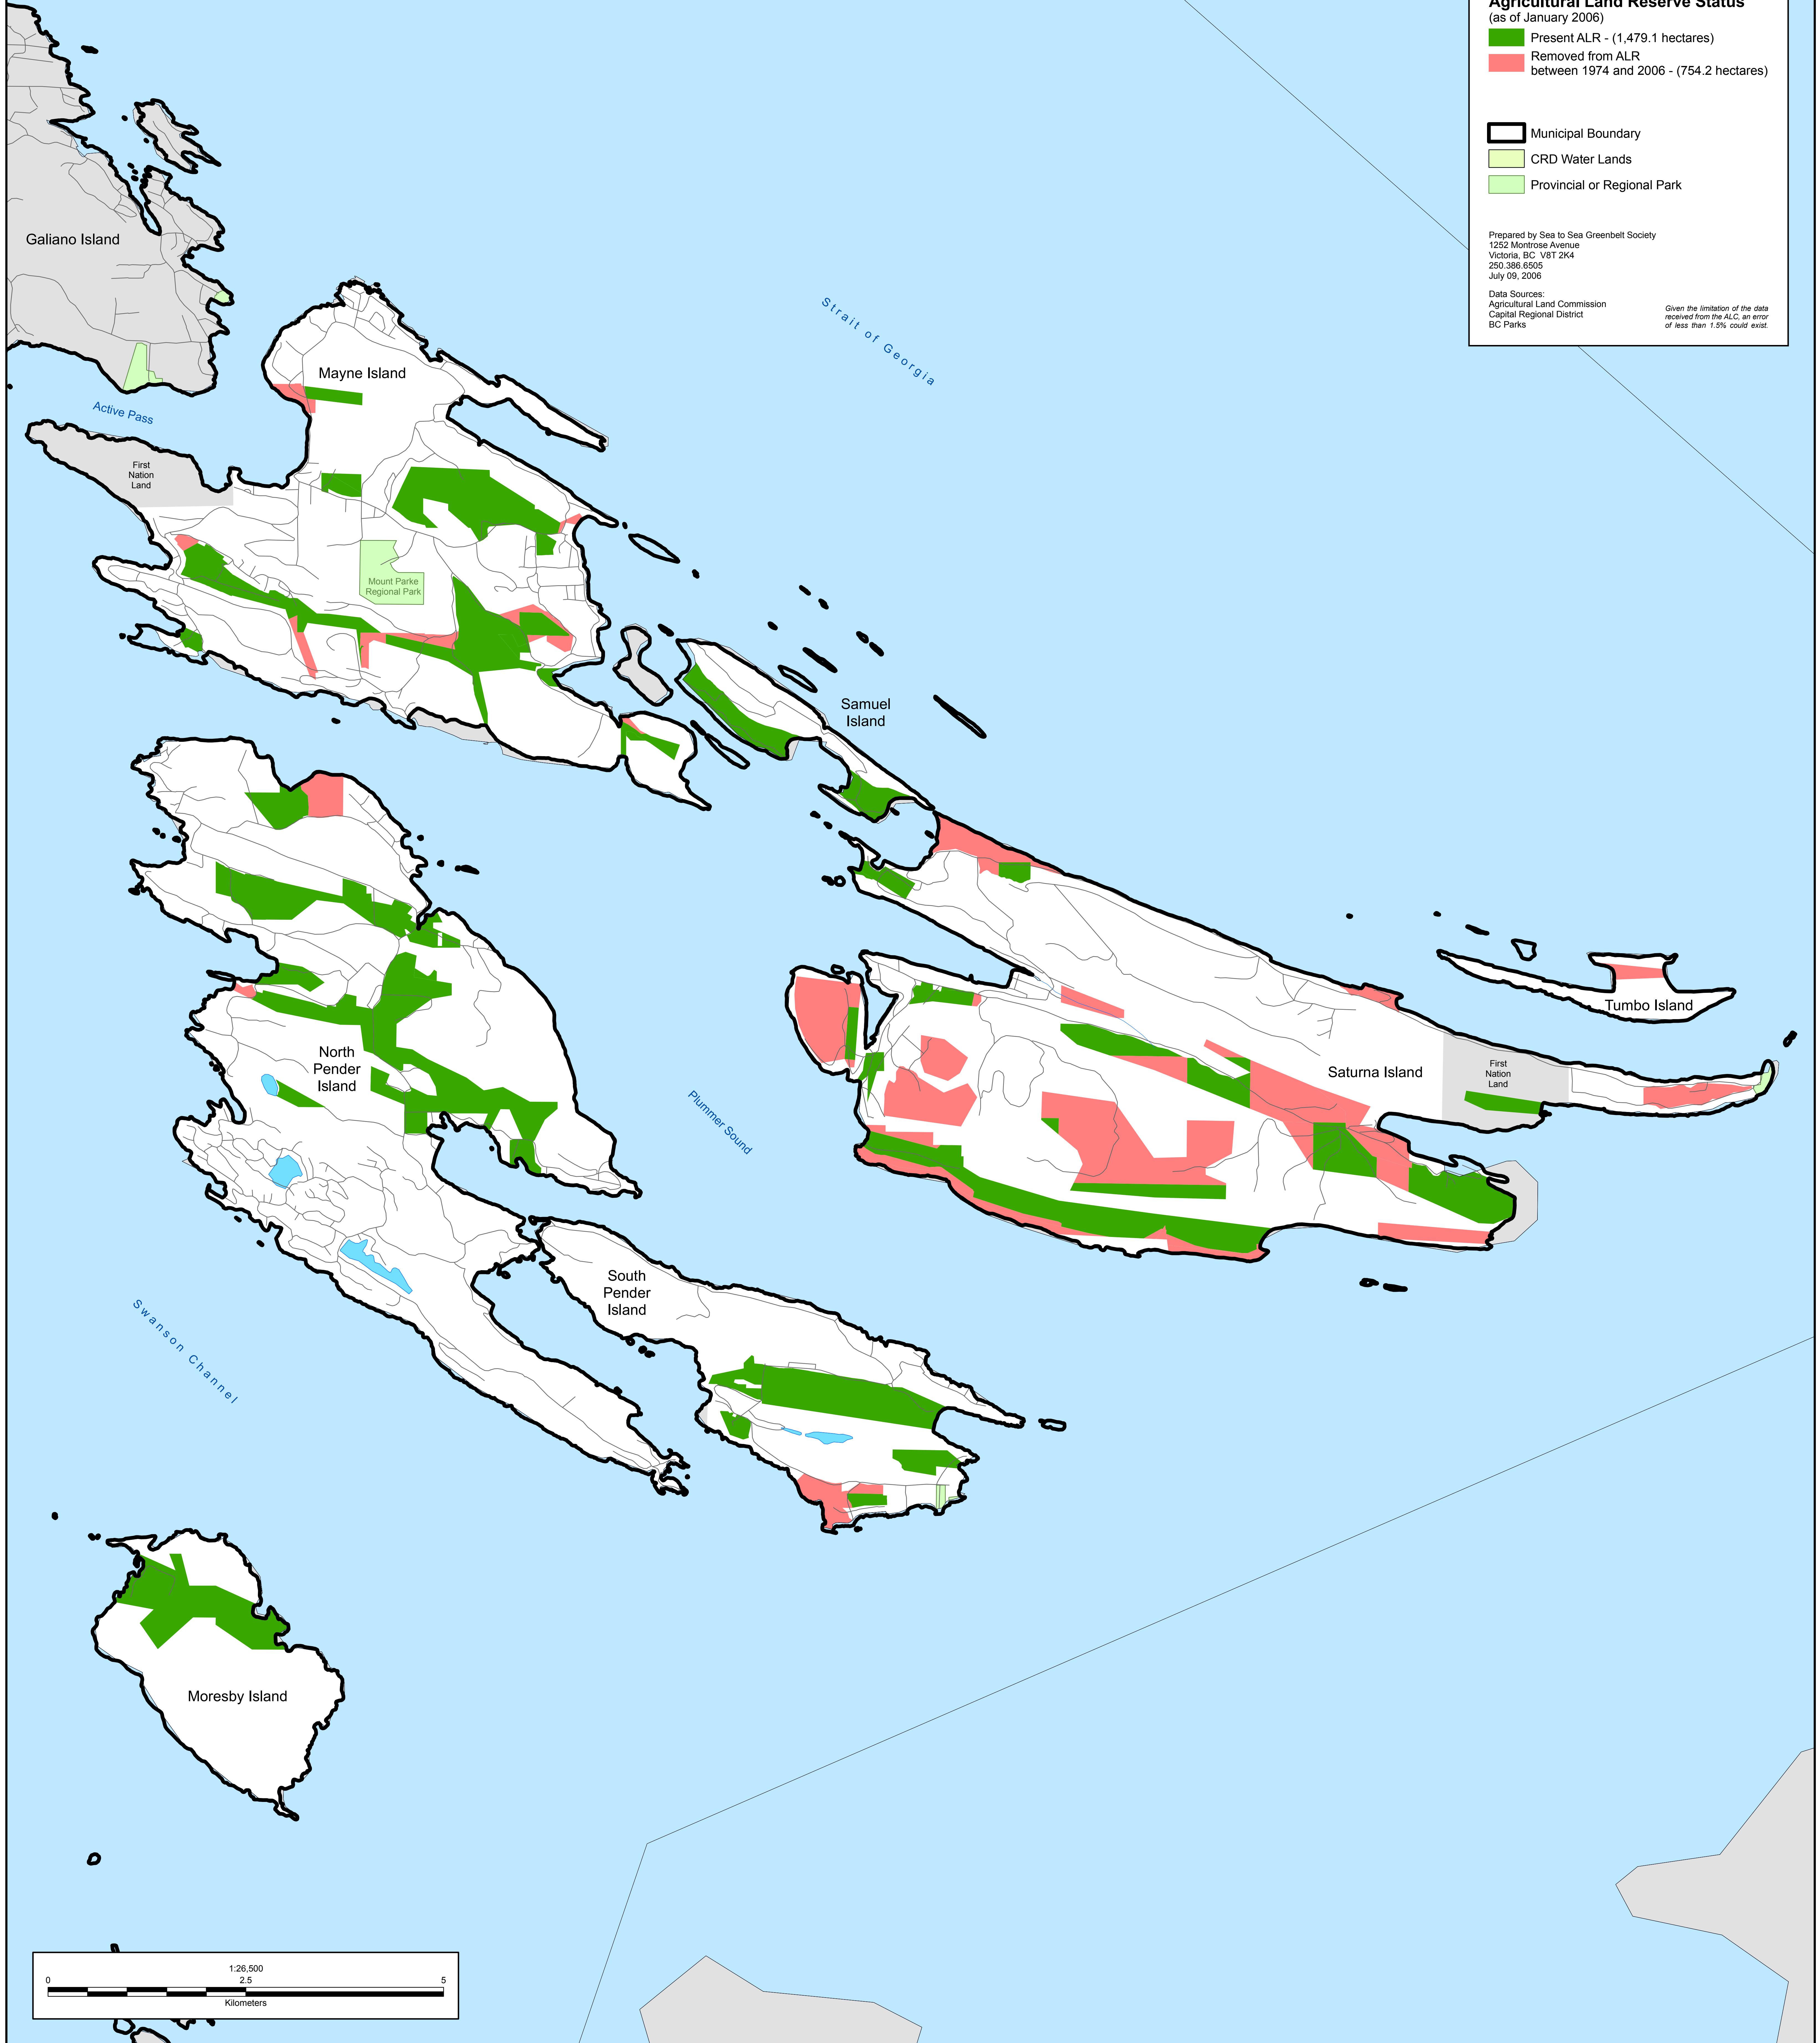 Agricultural Land Reserve Status
(as of January 2006)
Present ALR - (1,479.1 hectares)
Removed from ALR
between 1974 and 2006 - (754.2 hectares)
Municipal Boundary
CRD Water Lands
Provincial or Regional Park
Prepared by Sea to Sea Greenbelt Society
1252 Montrose Avenue
Victoria, BC V8T 2K4
250.386.6505
July 09, 2006
Data Sources:
Agricultural Land Commission
Capital Regional District
BC Parks
Given the limitation of the data
received from the ALC, an error
of less than 1.5% could exist.
Galiano Island
Strait of Georgia
Mayne Island
Active Pass
First
Nation
Land
Mount Parke
Regional Park
Samuel
Island
Tumbo Island
North
Pender
Island
Saturna Island
First
Nation
Land
Plummer Sound
South
Pender
Island
Swanson Channel
Moresby Island
1:26,500
0 2.5 5
Kilometers